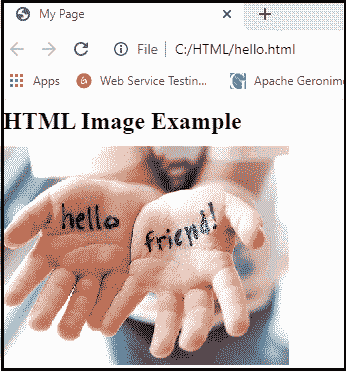 My Page
File C:/HTML/hello.html
Apps Web Service Testin... Apache Geronim
HTML Image Example
hello
friend!